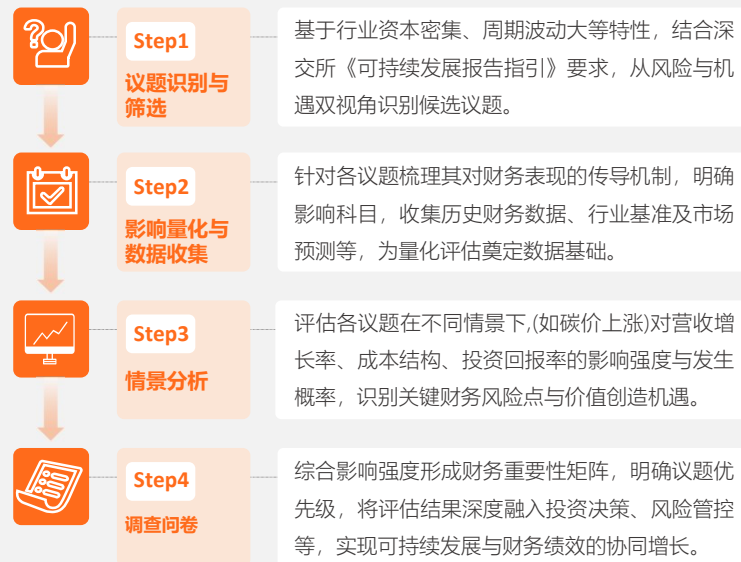 Step1
议题识别与
筛选
基于行业资本密集、周期波动大等特性，结合深
交所《可持续发展报告指引》要求，从风险与机
遇双视角识别候选议题。
Step2
影响量化与
数据收集
针对各议题梳理其对财务表现的传导机制，明确
影响科目，收集历史财务数据、行业基准及市场
预测等，为量化评估奠定数据基础。
Step3
情景分析
评估各议题在不同情景下,(如碳价上涨)对营收增
长率、成本结构、投资回报率的影响强度与发生
概率，识别关键财务风险点与价值创造机遇。
Step4
调查问卷
综合影响强度形成财务重要性矩阵，明确议题优
先级，将评估结果深度融入投资决策、风险管控
等，实现可持续发展与财务绩效的协同增长。